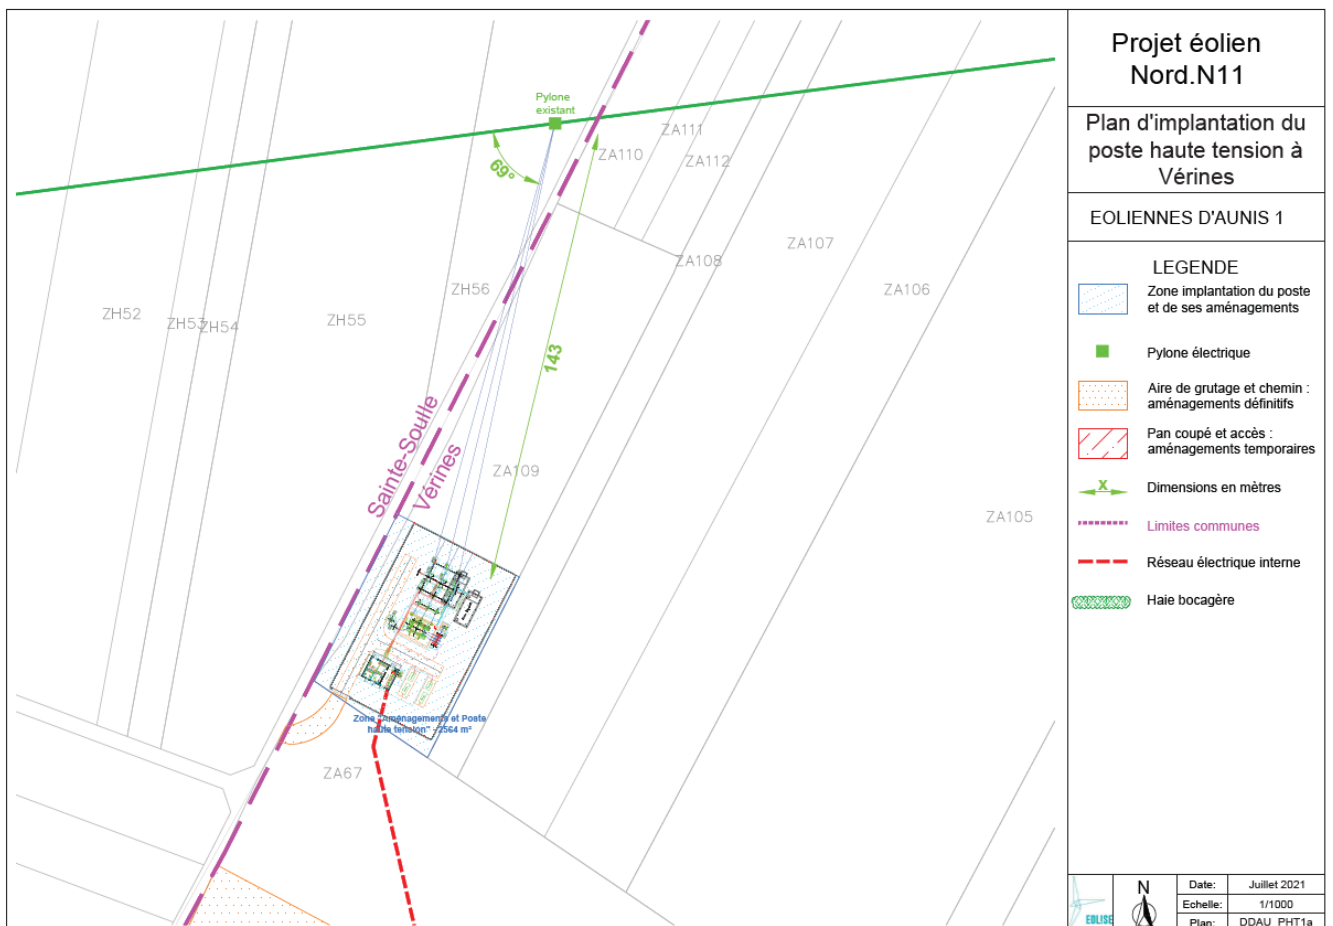 Projet éolien
Nord.N11
Plan d'implantation du
poste haute tension à
Vérines
EOLIENNES D'AUNIS 1
LEGENDE
Zone implantation du poste
et de ses aménagements
Pylone électrique
Aire de grutage et chemin :
aménagements définitifs
Pan coupé et accès :
aménagements temporaires
X
Dimensions en mètres
Limites communes
Réseau électrique interne
Haie bocagère
EOLISE
N
Date: Juillet 2021
Echelle: 1/1000
Plan: DDAU_PHT1a
Pylone
existant
69°
ZA111
ZA110
ZA112
ZA107
ZA108
ZH56
ZA106
ZH52
ZH53
ZH54
ZH55
143
Sainte-Soulle
Vérines
ZA109
ZA105
Zone "Aménagements et Poste
haute tension" - 2564 m²
ZA67